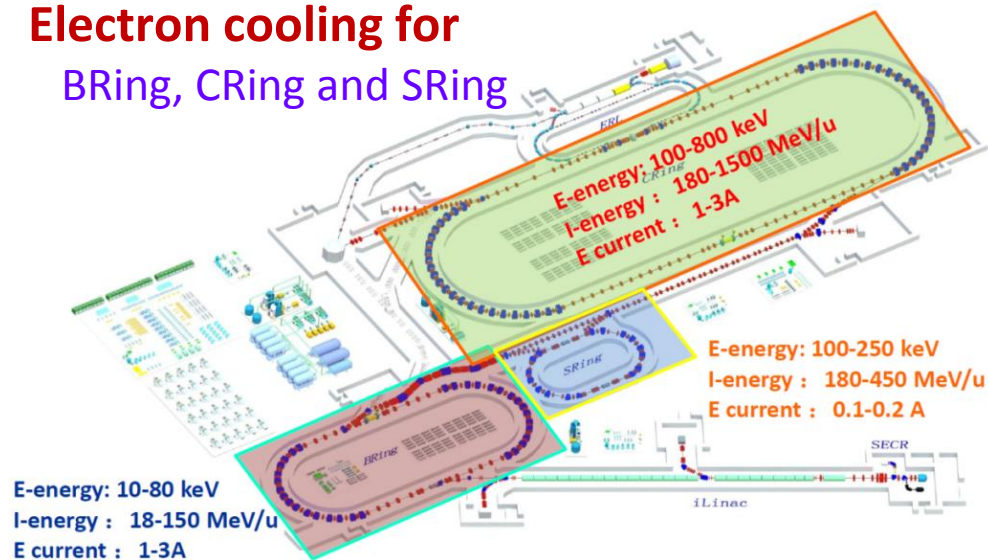 Electron cooling for
BRing, CRing and SRing
ERL
CRing
E-energy: 100-800 keV
I-energy： 180-1500 MeV/u
E current： 1-3A
SRing
E-energy: 100-250 keV
I-energy： 180-450 MeV/u
E current： 0.1-0.2 A
BRing
SECR
iLinac
E-energy: 10-80 keV
I-energy： 18-150 MeV/u
E current： 1-3A